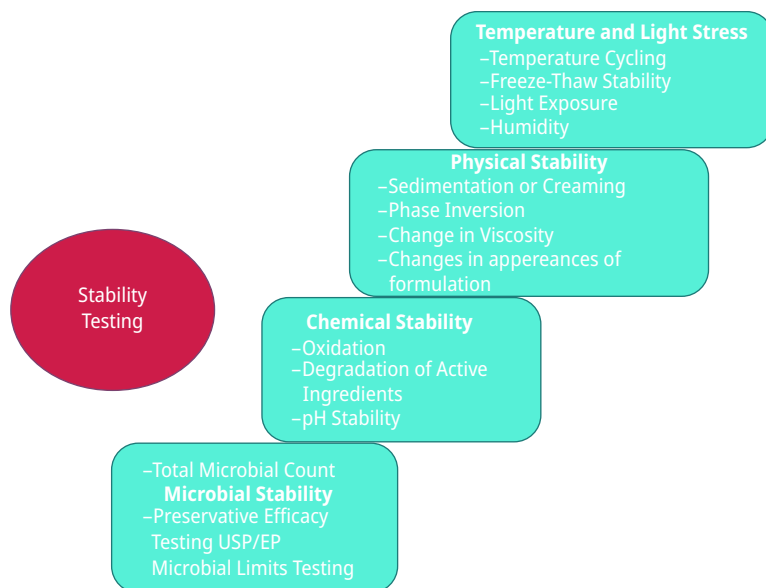 Temperature and Light Stress
–Temperature Cycling
–Freeze-Thaw Stability
–Light Exposure
–Humidity
Physical Stability
–Sedimentation or Creaming
–Phase Inversion
–Change in Viscosity
–Changes in appereances of
formulation
Stability
Testing
Chemical Stability
–Oxidation
–Degradation of Active
Ingredients
–pH Stability
–Total Microbial Count
Microbial Stability
–Preservative Efficacy
Testing USP/EP
Microbial Limits Testing